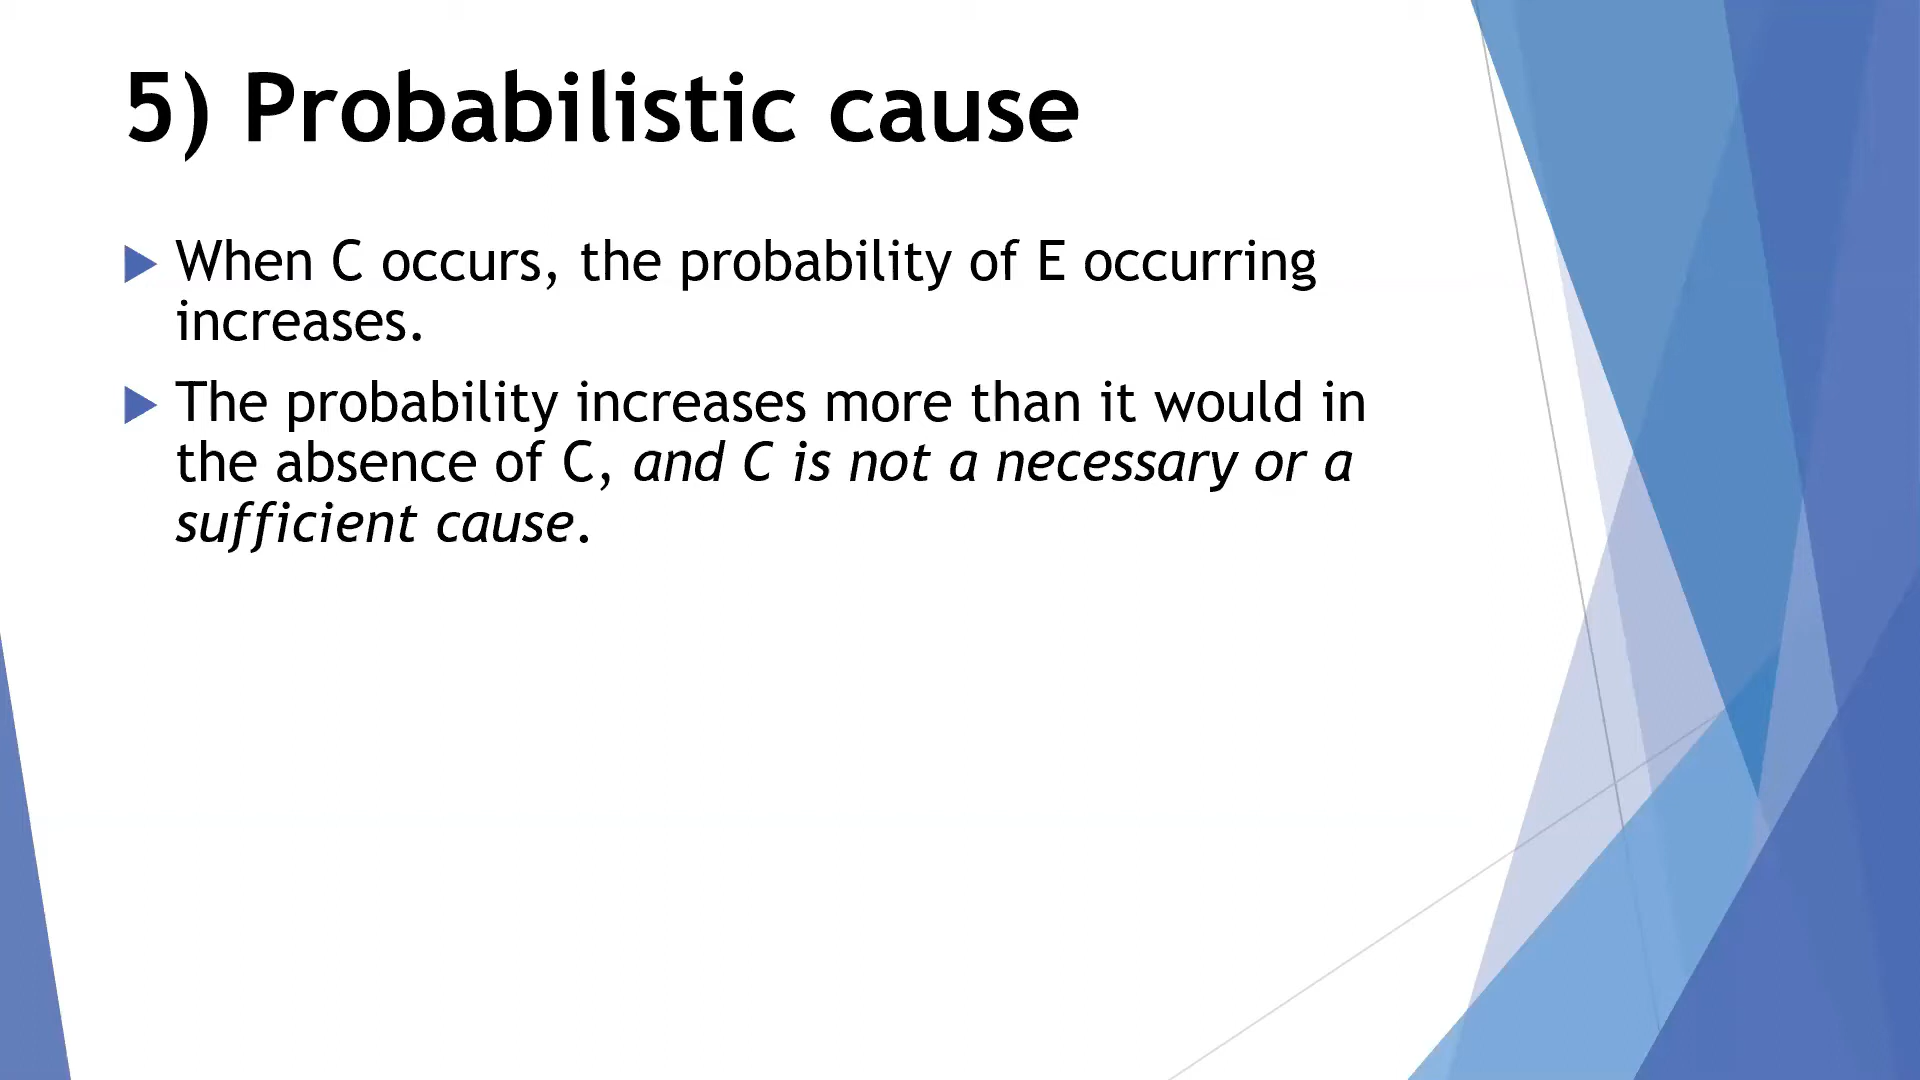 5) Probabilistic cause
When C occurs, the probability of E occurring
increases.
The probability increases more than it would in
the absence of C, and C is not a necessary or a
sufficient cause.